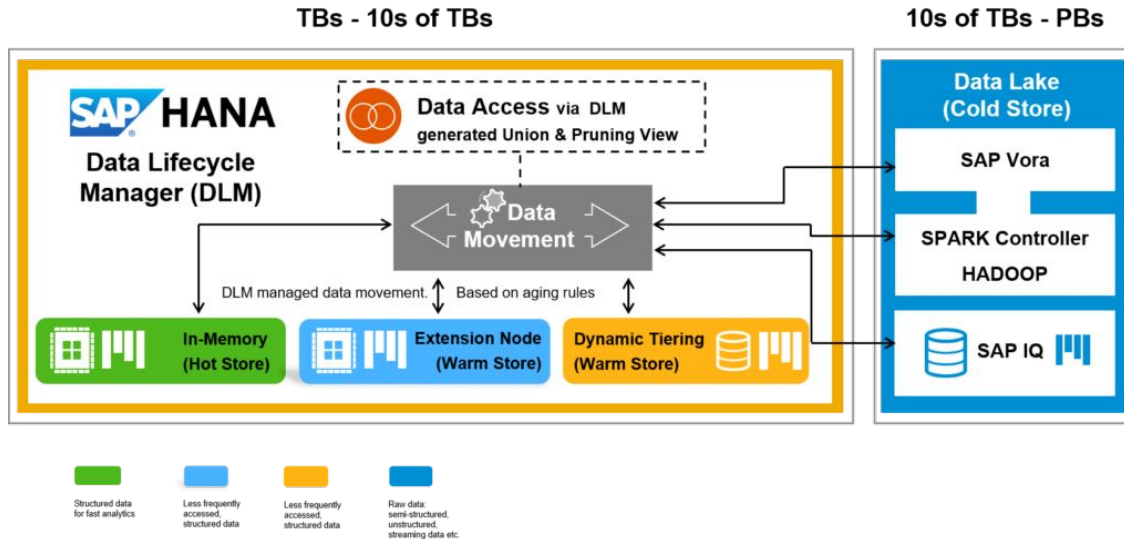 TBs - 10s of TBs
10s of TBs - PBs
SAP HANA
®
Data Lifecycle
Manager (DLM)
Data Access via DLM
generated Union & Pruning View
Data
Movement
DLM managed data movement.
Based on aging rules
In-Memory
(Hot Store)
Extension Node
(Warm Store)
Dynamic Tiering
(Warm Store)
Data Lake
(Cold Store)
SAP Vora
SPARK Controller
HADOOP
SAP IQ
Structured data
for fast analytics
Less frequently
accessed,
structured data
Less frequently
accessed,
structured data
Raw data:
semi-structured,
unstructured,
streaming data etc.